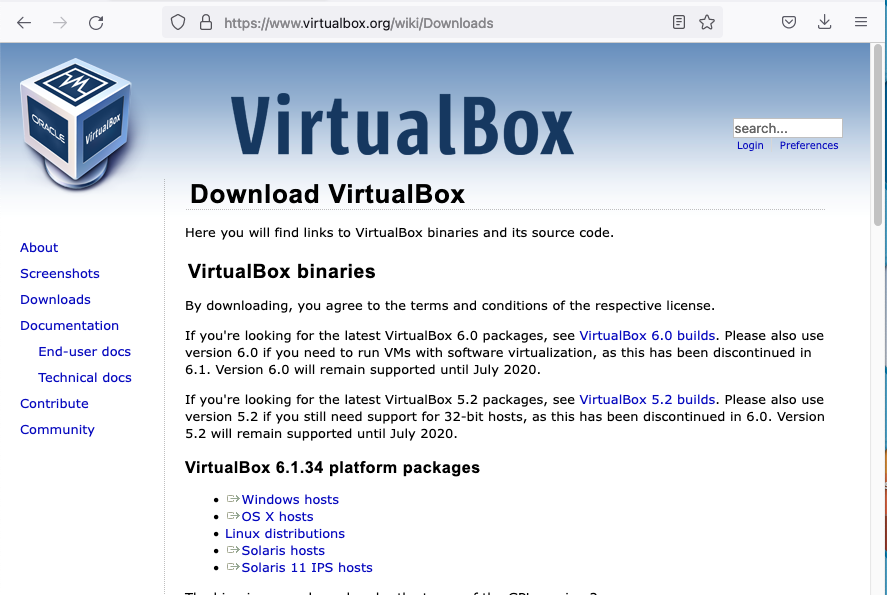 https://www.virtualbox.org/wiki/Downloads
ORACLE
VirtualBox
VirtualBox
search...
Login Preferences
Download VirtualBox
Here you will find links to VirtualBox binaries and its source code.
About
Screenshots
Downloads
Documentation
End-user docs
Technical docs
Contribute
Community
VirtualBox binaries
By downloading, you agree to the terms and conditions of the respective license.
If you're looking for the latest VirtualBox 6.0 packages, see VirtualBox 6.0 builds. Please also use
version 6.0 if you need to run VMs with software virtualization, as this has been discontinued in
6.1. Version 6.0 will remain supported until July 2020.
If you're looking for the latest VirtualBox 5.2 packages, see VirtualBox 5.2 builds. Please also use
version 5.2 if you still need support for 32-bit hosts, as this has been discontinued in 6.0. Version
5.2 will remain supported until July 2020.
VirtualBox 6.1.34 platform packages
Windows hosts
OS X hosts
Linux distributions
Solaris hosts
Solaris 11 IPS hosts